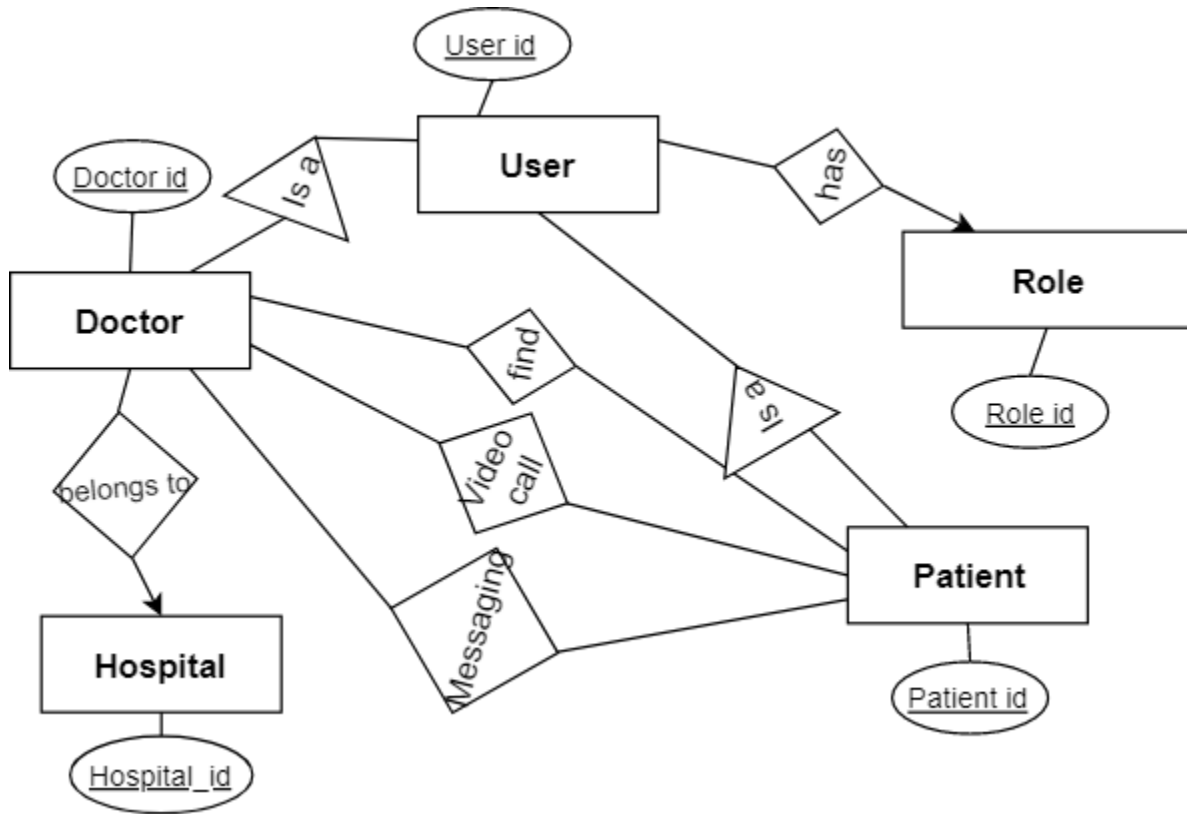 User id
User
Is a
has
Doctor id
Role
Doctor
find
Is a
Role id
Video
call
belongs to
Patient
Messaging
Hospital
Patient id
Hospital_id